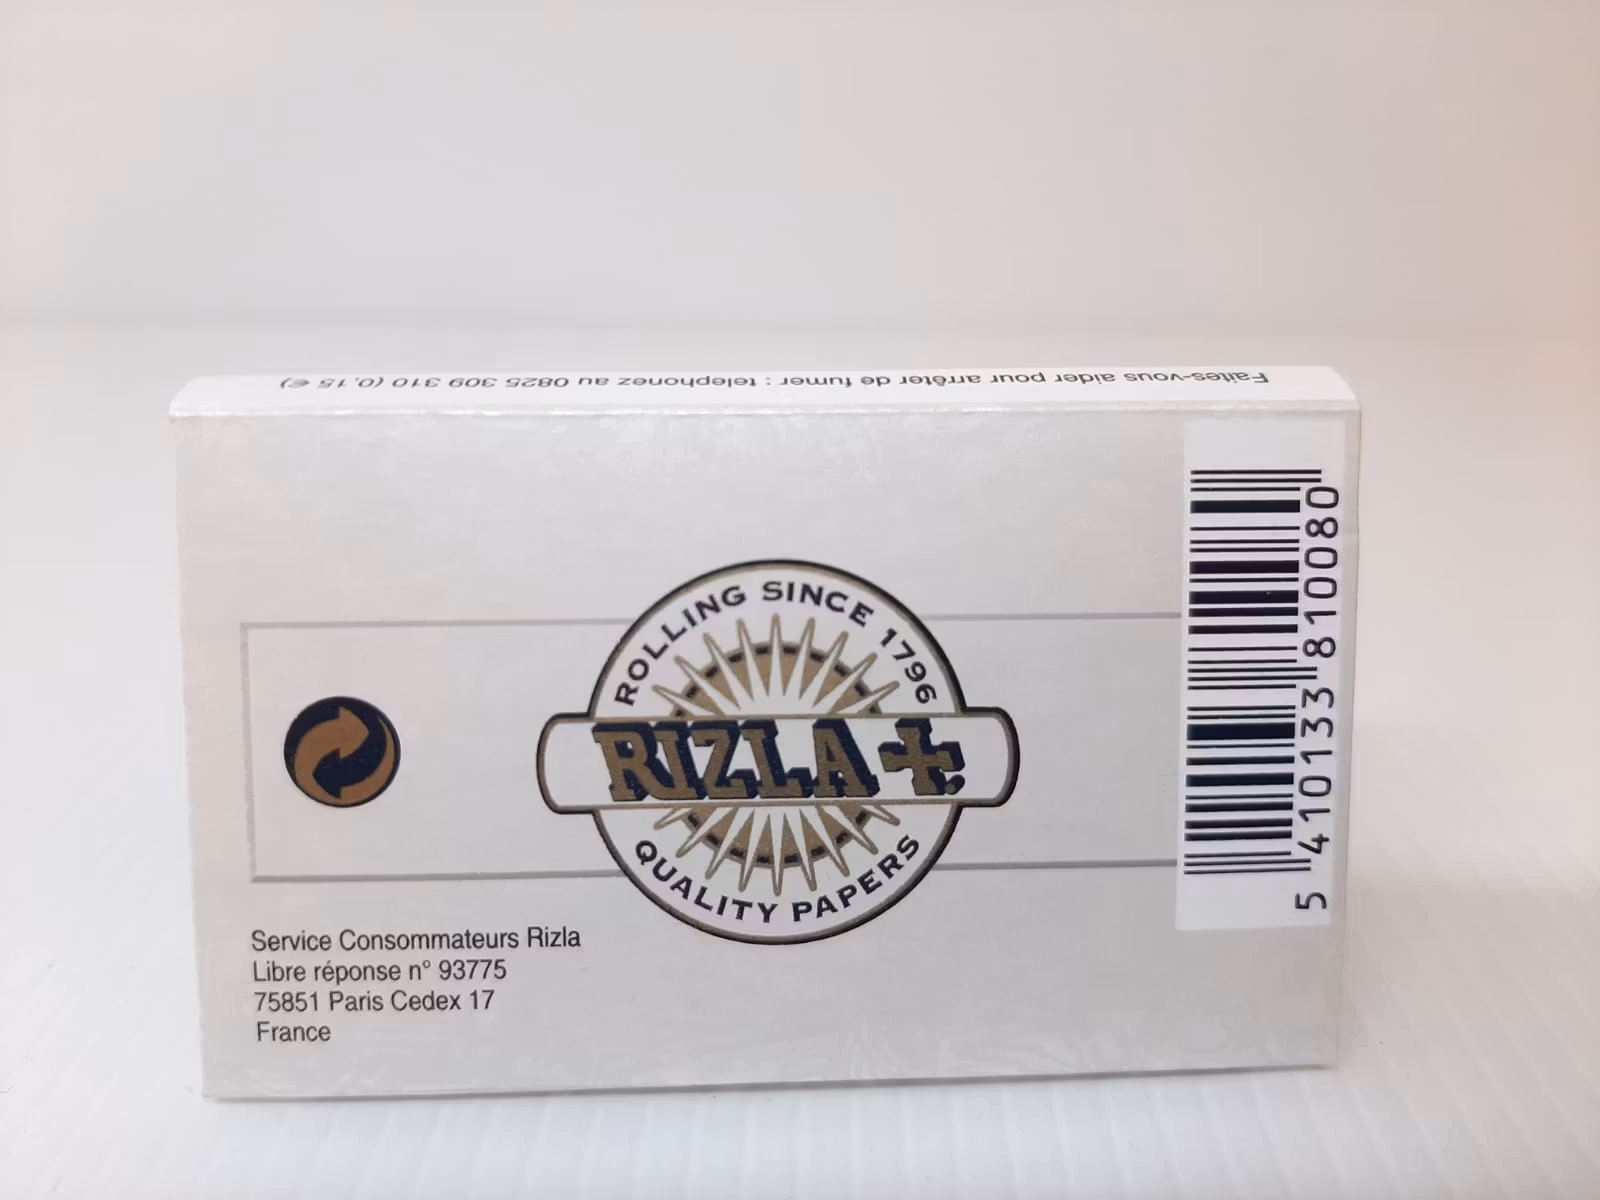 Faites-vous aider pour arrêter de fumer : telephonez au 0825 309 310 (0,15 €)
ROLLING SINCE 1796
RIZLA+.
QUALITY PAPERS
Service Consommateurs Rizla
Libre réponse n° 93775
75851 Paris Cedex 17
France
5 410133 810080